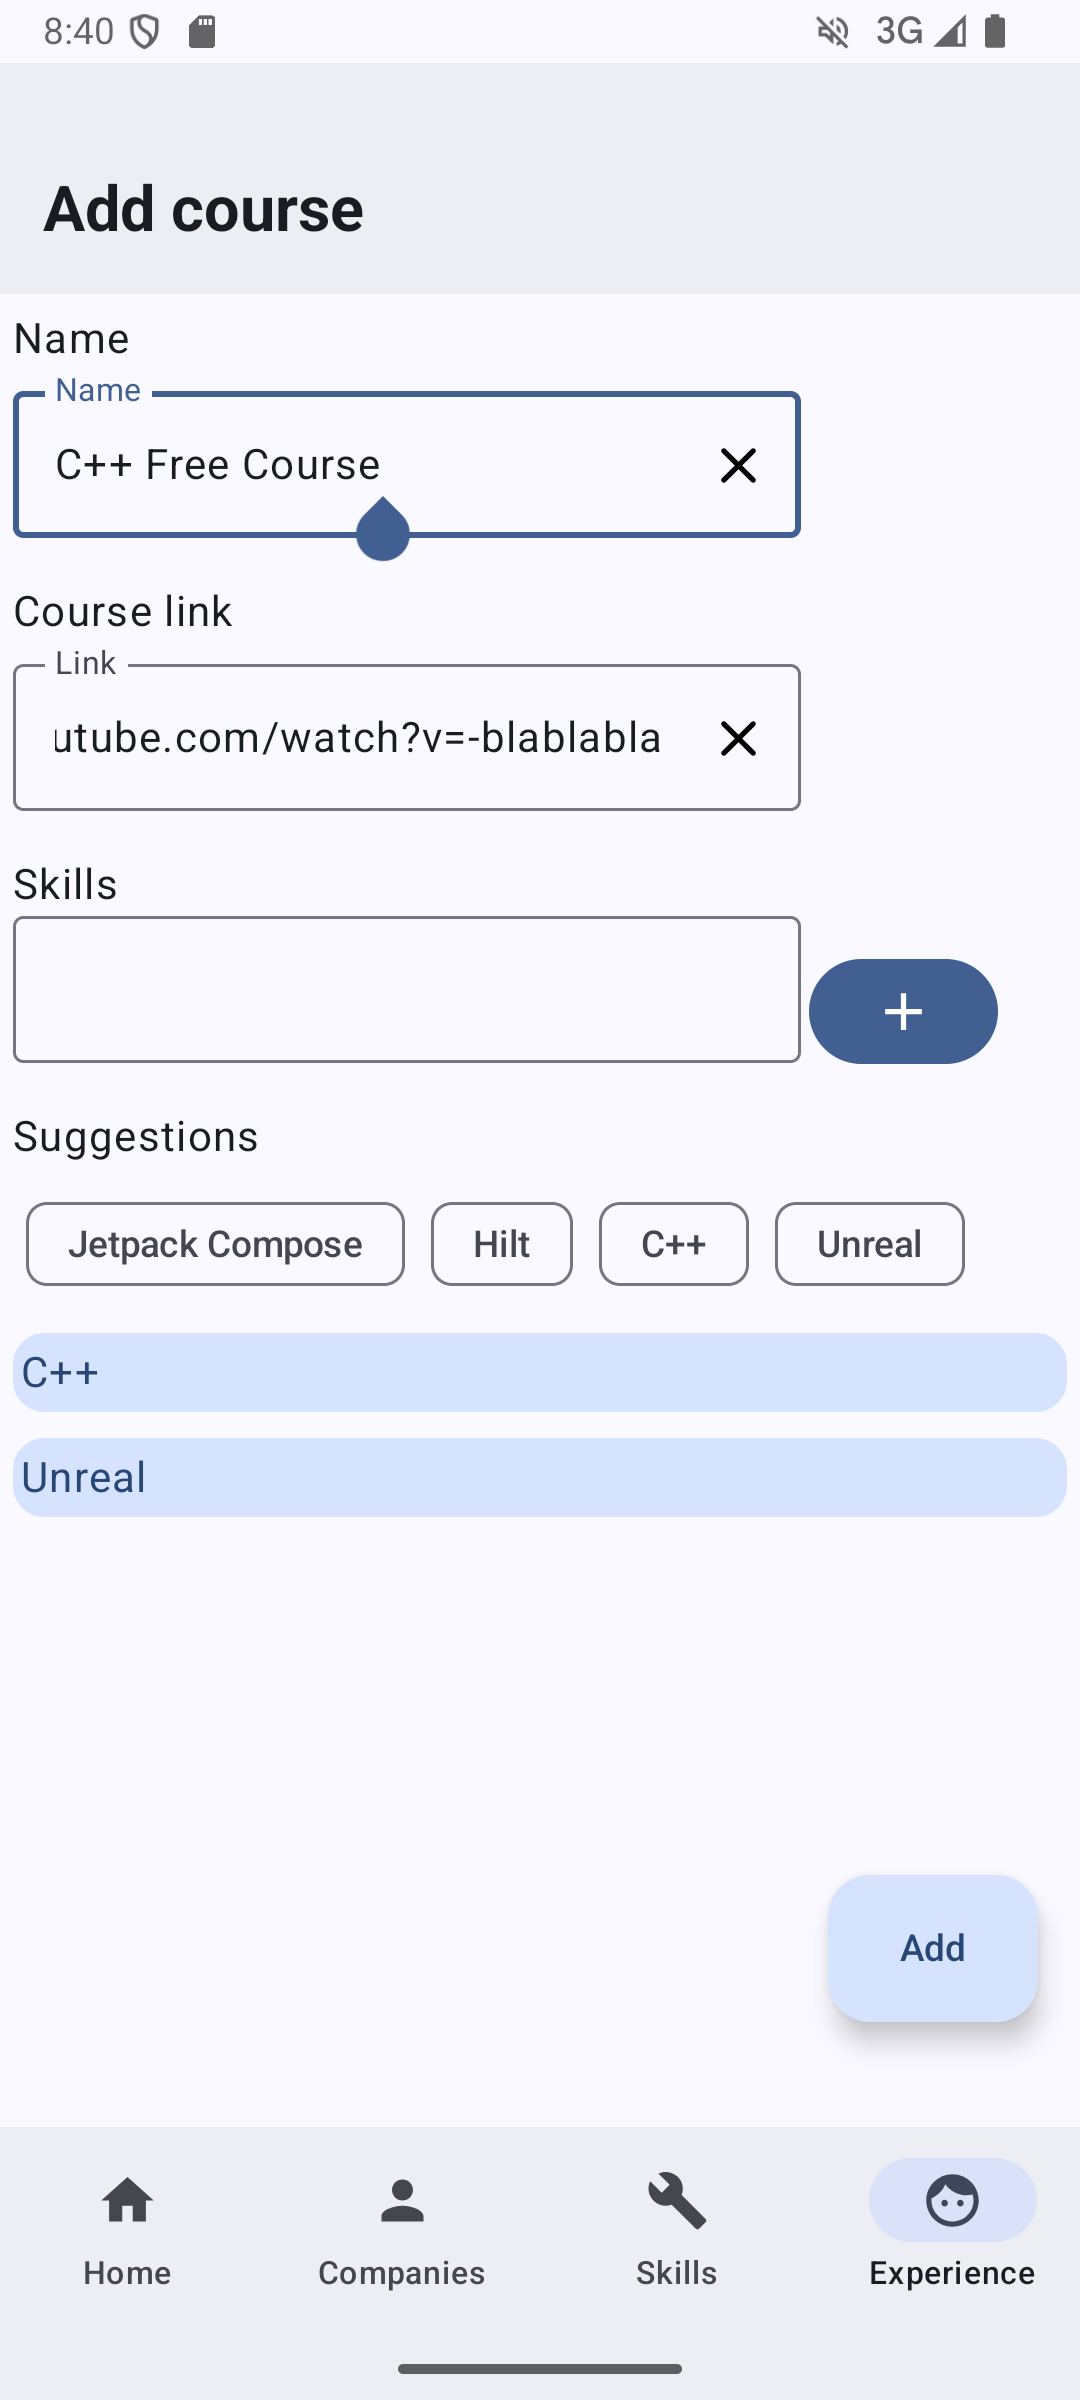 8:40 3G
Add course
Name
Name
C++ Free Course
Course link
Link
utube.com/watch?v=-blablabla
Skills
Suggestions
Jetpack Compose Hilt C++ Unreal
C++
Unreal
Add
Home Companies Skills Experience